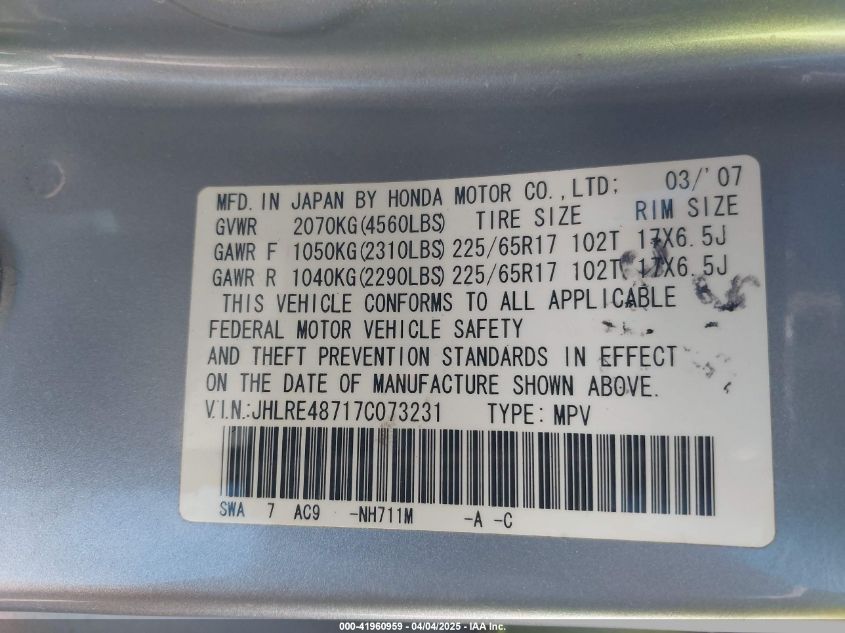 MFD. IN JAPAN BY HONDA MOTOR CO., LTD: 03/'07
GVWR 2070KG(4560LBS) TIRE SIZE RIM SIZE
GAWR F 1050KG(2310LBS) 225/65R17 102T 17X6.5J
GAWR R 1040KG(2290LBS) 225/65R17 102T 17X6.5J
THIS VEHICLE CONFORMS TO ALL APPLICABLE
FEDERAL MOTOR VEHICLE SAFETY
AND THEFT PREVENTION STANDARDS IN EFFECT
ON THE DATE OF MANUFACTURE SHOWN ABOVE.
V.I.N.:JHLRE48717C073231 TYPE: MPV
SWA 7 AC9 -NH711M -A -C
000-41960959 - 04/04/2025 - IAA Inc.